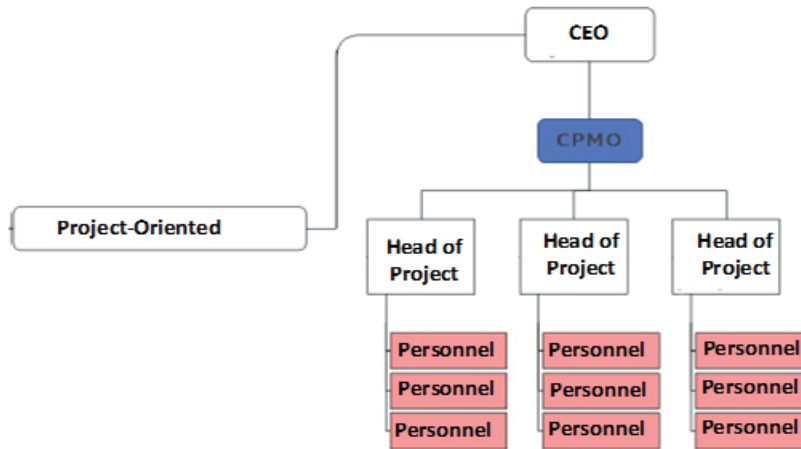 CEO
CPMO
Project-Oriented
Head of
Project
Head of
Project
Head of
Project
Personnel
Personnel
Personnel
Personnel
Personnel
Personnel
Personnel
Personnel
Personnel